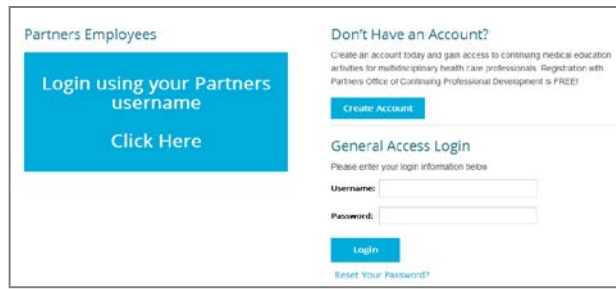 Partners Employees
Login using your Partners
username
Click Here
Don't Have an Account?
Create an account today and gain access to continuing medical education
activities for multidisciplinary health care professionals. Registration with
Partners Office of Continuing Professional Development is FREE!
Create Account
General Access Login
Please enter your login information below
Username:
Password:
Login
Reset Your Password?